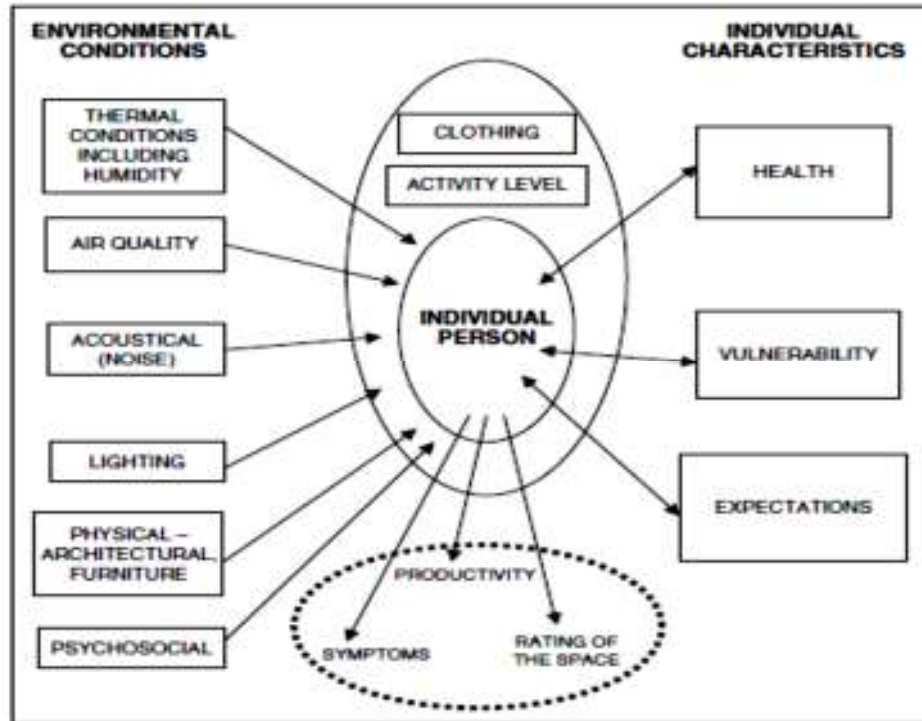 ENVIRONMENTAL
CONDITIONS
THERMAL
CONDITIONS
INCLUDING
HUMIDITY
AIR QUALITY
ACOUSTICAL
(NOISE)
LIGHTING
PHYSICAL –
ARCHITECTURAL,
FURNITURE
PSYCHOSOCIAL
CLOTHING
ACTIVITY LEVEL
INDIVIDUAL
PERSON
PRODUCTIVITY
SYMPTOMS
RATING OF
THE SPACE
INDIVIDUAL
CHARACTERISTICS
HEALTH
VULNERABILITY
EXPECTATIONS